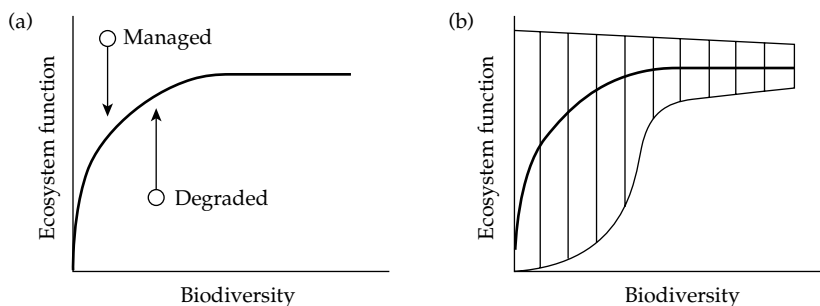 (a)
Managed
Degraded
Ecosystem function
Biodiversity
(b)
Ecosystem function
Biodiversity